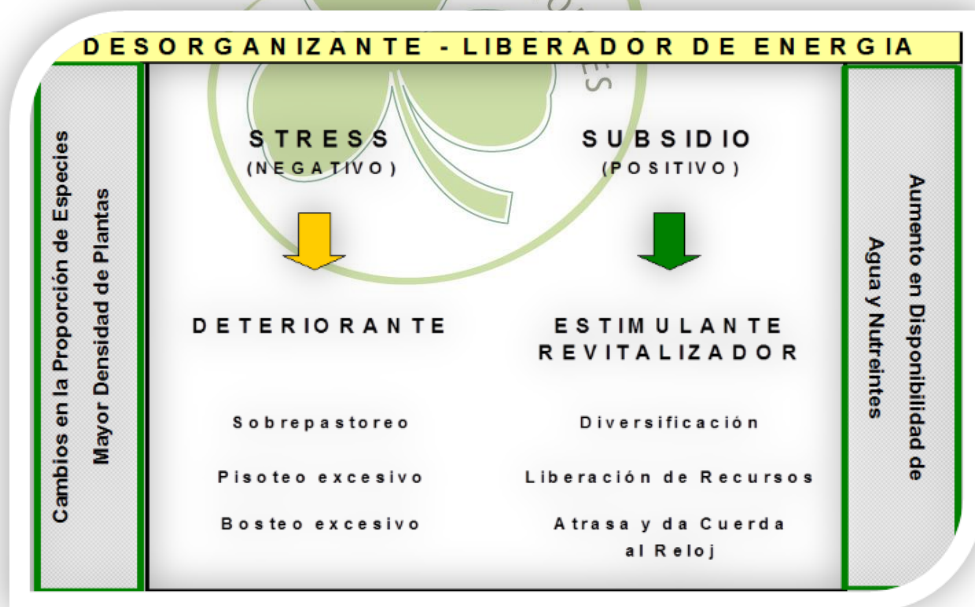 DESORGANIZANTE - LIBERADOR DE ENERGIA
Cambios en la Proporción de Especies
Mayor Densidad de Plantas
STRESS
(NEGATIVO)
DETERIORANTE
Sobrepastoreo
Pisoteo excesivo
Bosteo excesivo
SUBSIDIO
(POSITIVO)
ESTIMULANTE
REVITALIZADOR
Diversificación
Liberación de Recursos
Atrasa y da Cuerda
al Reloj
Aumento en Disponibilidad de
Agua y Nutreintes